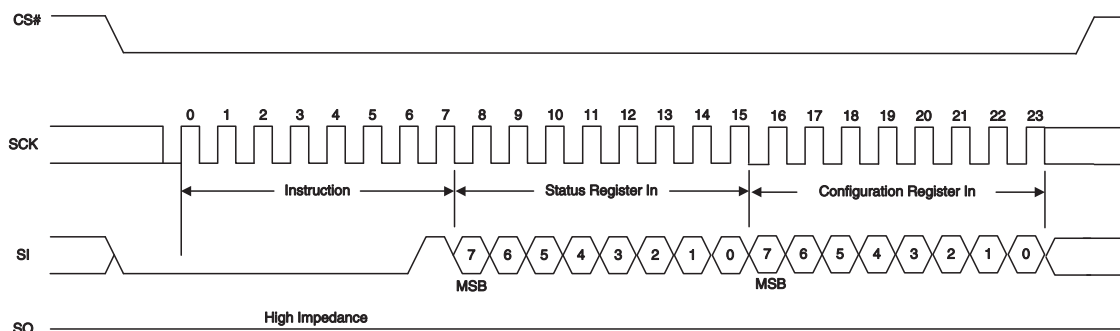 CS#
0 1 2 3 4 5 6 7 8 9 10 11 12 13 14 15 16 17 18 19 20 21 22 23
SCK
Instruction Status Register In Configuration Register In
SI 7 6 5 4 3 2 1 0 7 6 5 4 3 2 1 0
MSB MSB
High Impedance
SO